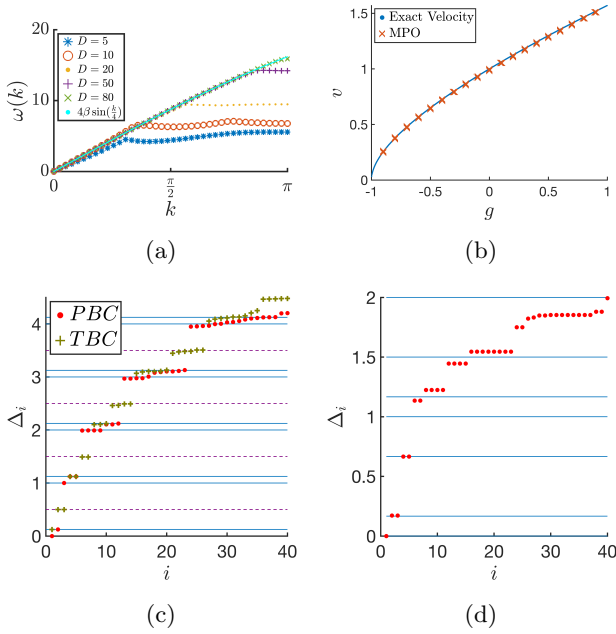 20
10
0
ω(k)
D = 5
D = 10
D = 20
D = 50
D = 80
4β sin(k/4)
0
π/2
π
k
(a)
1.5
1
0.5
0
v
Exact Velocity
MPO
-1
-0.5
0
0.5
1
g
(b)
4
3
2
1
0
Δi
PBC
TBC
0
10
20
30
40
i
(c)
2
1.5
1
0.5
0
Δi
0
10
20
30
40
i
(d)